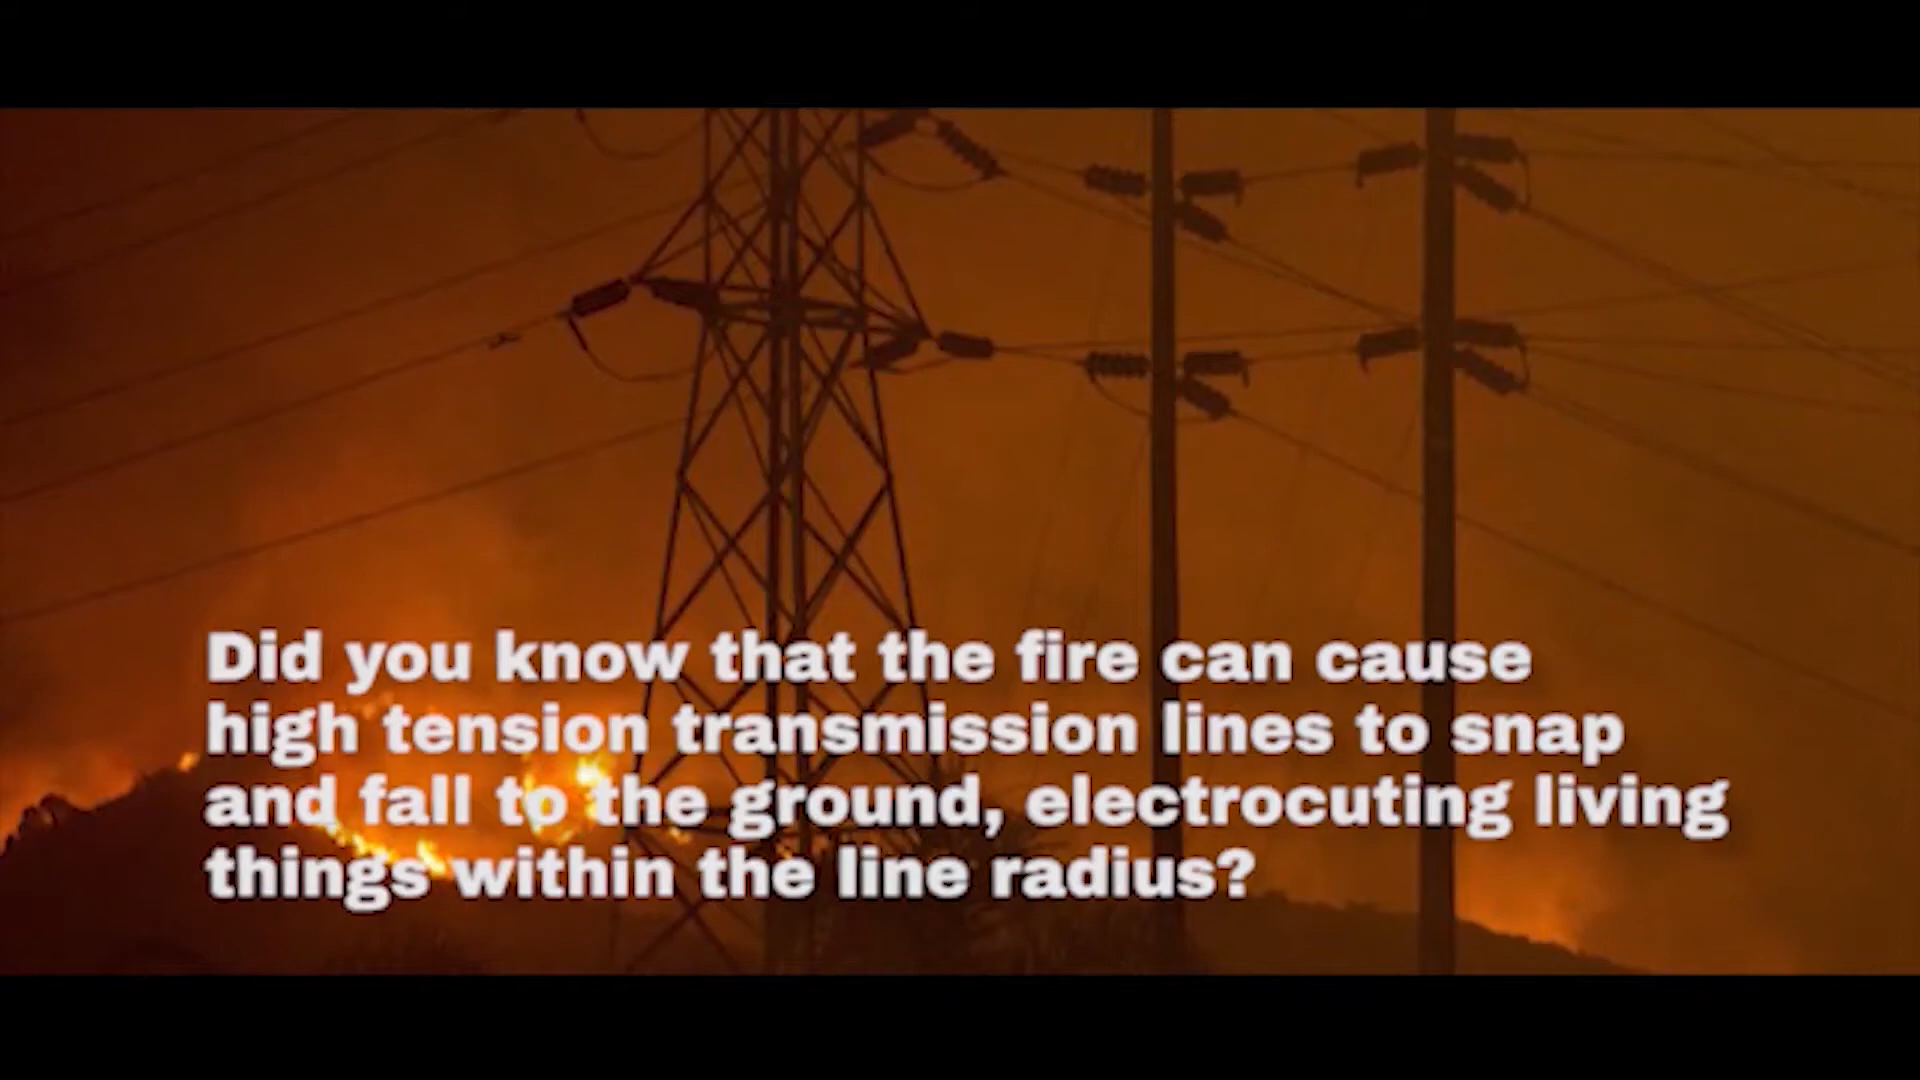 Did you know that the fire can cause
high tension transmission lines to snap
and fall to the ground, electrocuting living
things within the line radius?